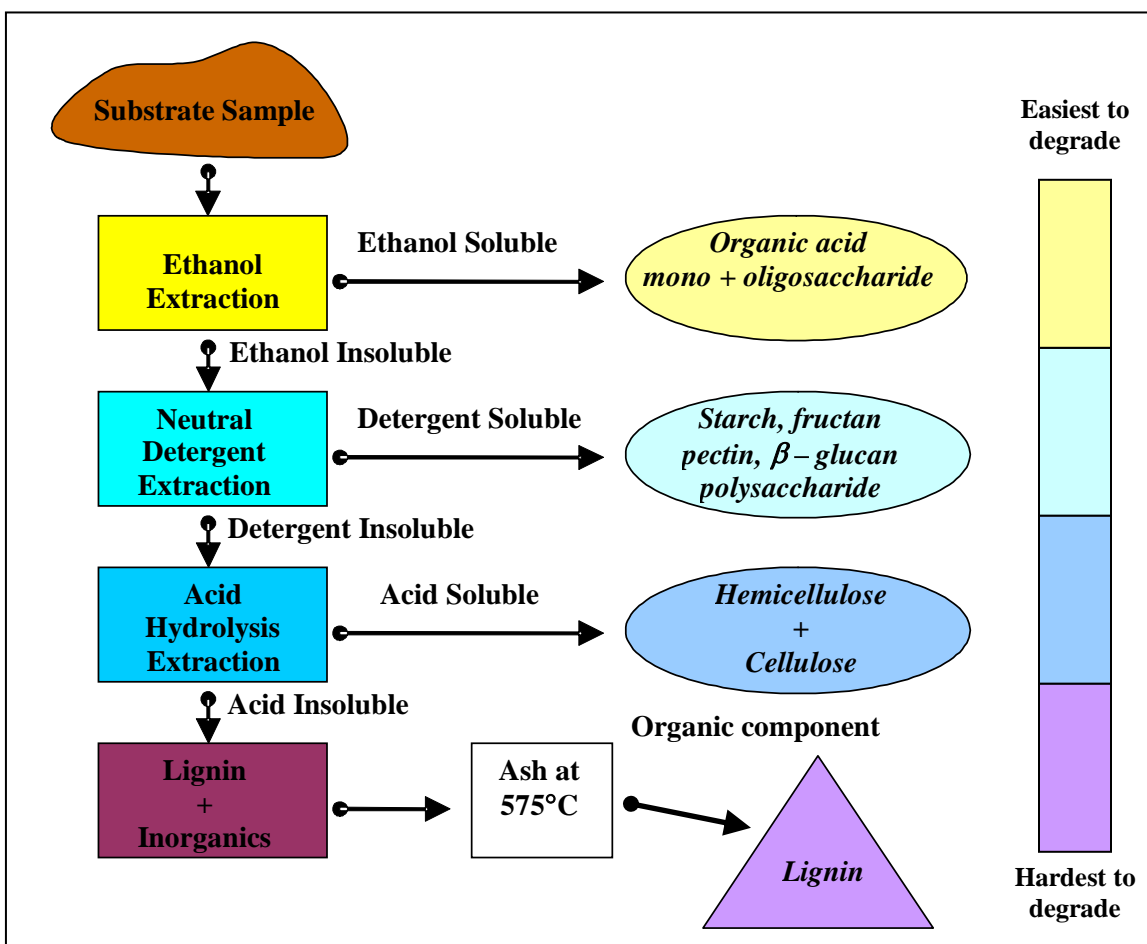 Substrate Sample
Easiest to
degrade
Ethanol
Extraction
Ethanol Soluble
Organic acid
mono + oligosaccharide
Ethanol Insoluble
Neutral
Detergent
Extraction
Detergent Soluble
Starch, fructan
pectin, β – glucan
polysaccharide
Detergent Insoluble
Acid
Hydrolysis
Extraction
Acid Soluble
Hemicellulose
+
Cellulose
Acid Insoluble
Lignin
+
Inorganics
Ash at
575°C
Organic component
Lignin
Hardest to
degrade